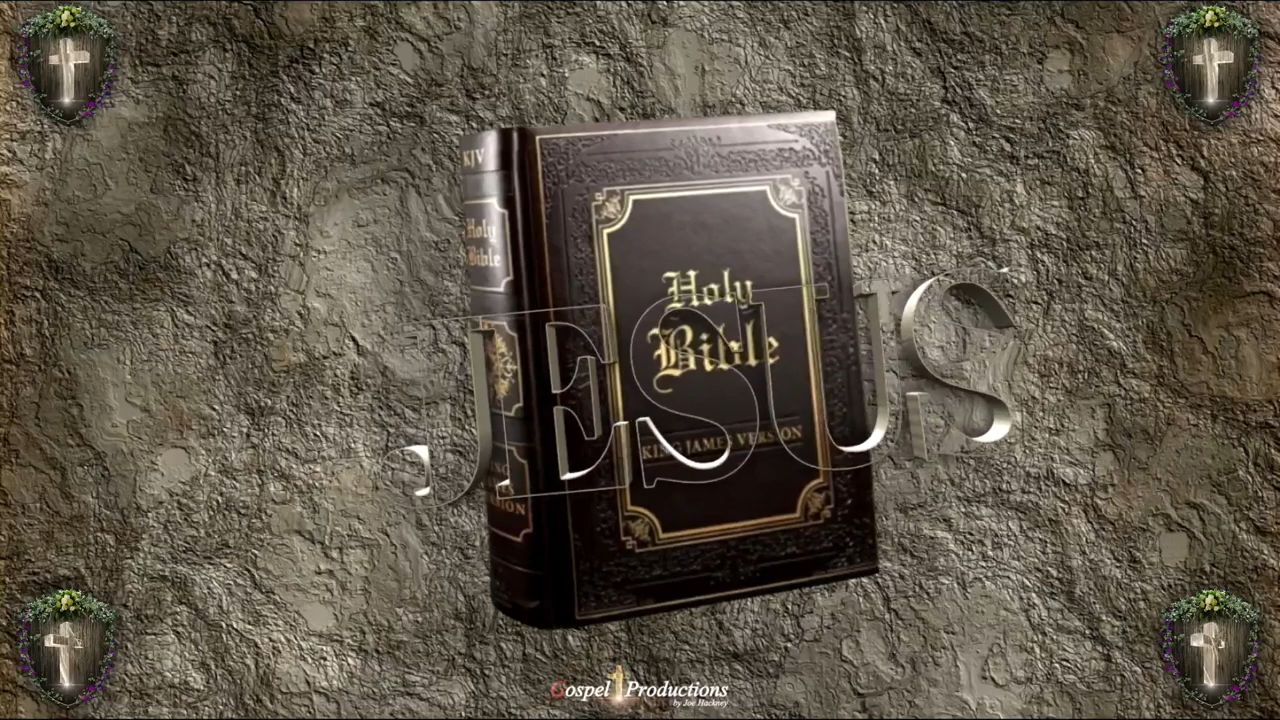 KJV
Holy
Bible
Holy
Bible
KING JAMES VERSION
JESUS
Gospel Productions
by Joe Hackney